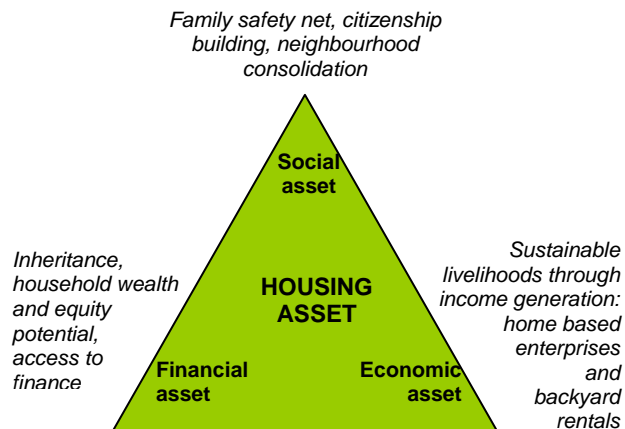 Family safety net, citizenship
building, neighbourhood
consolidation
Social
asset
Inheritance,
household wealth
and equity
potential,
access to
finance
HOUSING
ASSET
Sustainable
livelihoods through
income generation:
home based
enterprises
and
backyard
rentals
Financial
asset
Economic
asset